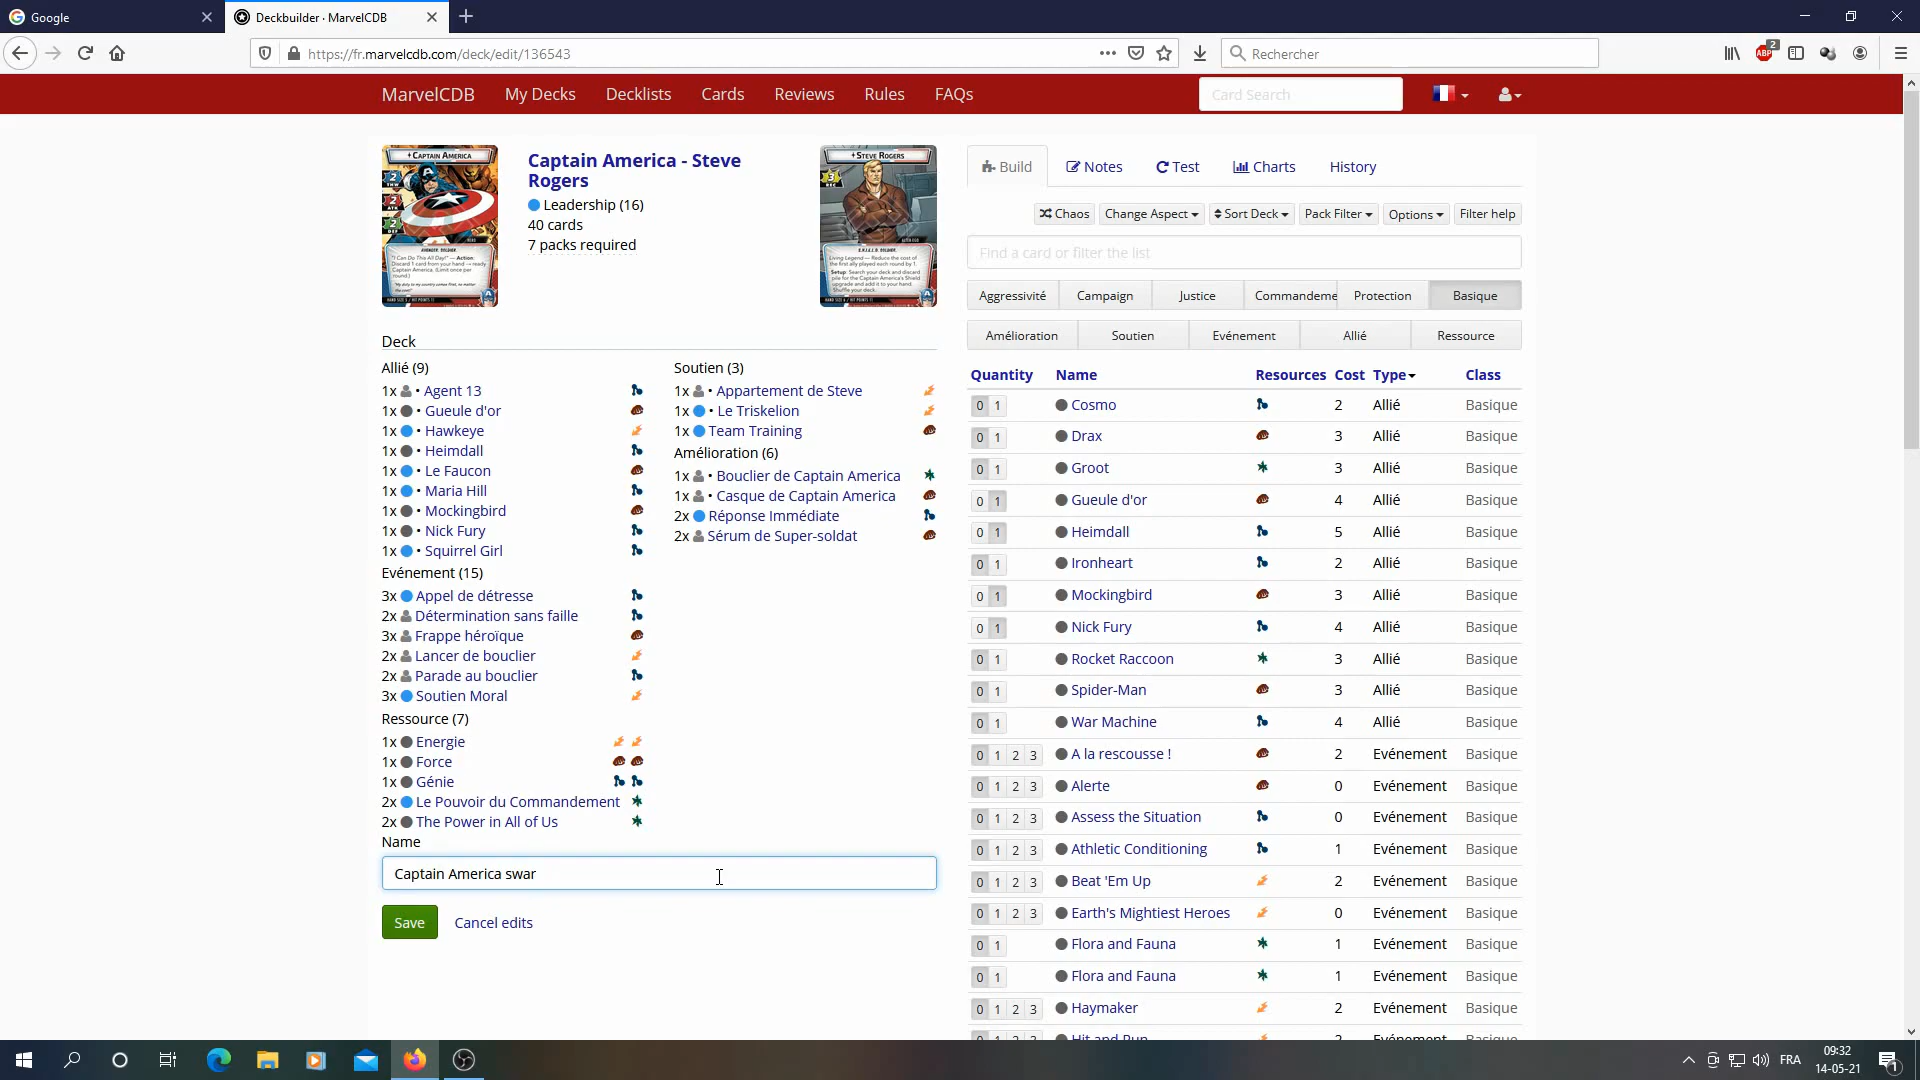 Google
Deckbuilder · MarvelCDB
https://fr.marvelcdb.com/deck/edit/136543
Rechercher
ABP
2
MarvelCDB
My Decks
Decklists
Cards
Reviews
Rules
FAQs
Card Search
CAPTAIN AMERICA
Captain America - Steve
Rogers
Leadership (16)
40 cards
7 packs required
STEVE ROGERS
Build
Notes
Test
Charts
History
Chaos
Change Aspect
Sort Deck
Pack Filter
Options
Filter help
Find a card or filter the list
Aggressivité
Campaign
Justice
Commandeme
Protection
Basique
Amélioration
Soutien
Evénement
Allié
Ressource
Deck
Allié (9)
1x • Agent 13
1x • Gueule d'or
1x • Hawkeye
1x • Heimdall
1x • Le Faucon
1x • Maria Hill
1x • Mockingbird
1x • Nick Fury
1x • Squirrel Girl
Evénement (15)
3x Appel de détresse
2x Détermination sans faille
3x Frappe héroïque
2x Lancer de bouclier
2x Parade au bouclier
3x Soutien Moral
Ressource (7)
1x Energie
1x Force
1x Génie
2x Le Pouvoir du Commandement
2x The Power in All of Us
Soutien (3)
1x • Appartement de Steve
1x • Le Triskelion
1x Team Training
Amélioration (6)
1x • Bouclier de Captain America
1x • Casque de Captain America
2x Réponse Immédiate
2x Sérum de Super-soldat
Name
Captain America swar
Save
Cancel edits
Quantity Name Resources Cost Type Class
0 1 Cosmo 2 Allié Basique
0 1 Drax 3 Allié Basique
0 1 Groot 3 Allié Basique
0 1 Gueule d'or 4 Allié Basique
0 1 Heimdall 5 Allié Basique
0 1 Ironheart 2 Allié Basique
0 1 Mockingbird 3 Allié Basique
0 1 Nick Fury 4 Allié Basique
0 1 Rocket Raccoon 3 Allié Basique
0 1 Spider-Man 3 Allié Basique
0 1 War Machine 4 Allié Basique
0 1 2 3 A la rescousse ! 2 Evénement Basique
0 1 2 3 Alerte 0 Evénement Basique
0 1 2 3 Assess the Situation 0 Evénement Basique
0 1 2 3 Athletic Conditioning 1 Evénement Basique
0 1 2 3 Beat 'Em Up 2 Evénement Basique
0 1 2 3 Earth's Mightiest Heroes 0 Evénement Basique
0 1 Flora and Fauna 1 Evénement Basique
0 1 Flora and Fauna 1 Evénement Basique
0 1 2 3 Haymaker 2 Evénement Basique
0 1 2 3 Hit and Run 2 Evénement Basique
FRA
09:32
14-05-21
1